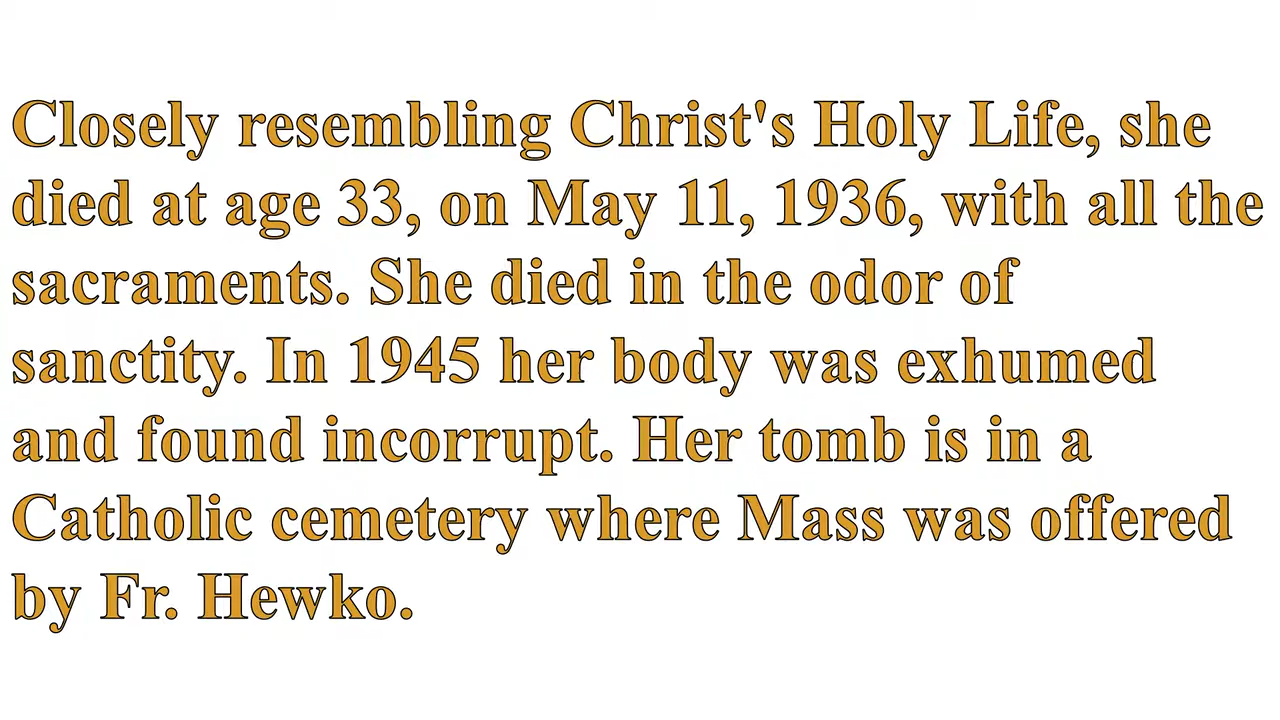 Closely resembling Christ's Holy Life, she
died at age 33, on May 11, 1936, with all the
sacraments. She died in the odor of
sanctity. In 1945 her body was exhumed
and found incorrupt. Her tomb is in a
Catholic cemetery where Mass was offered
by Fr. Hewko.